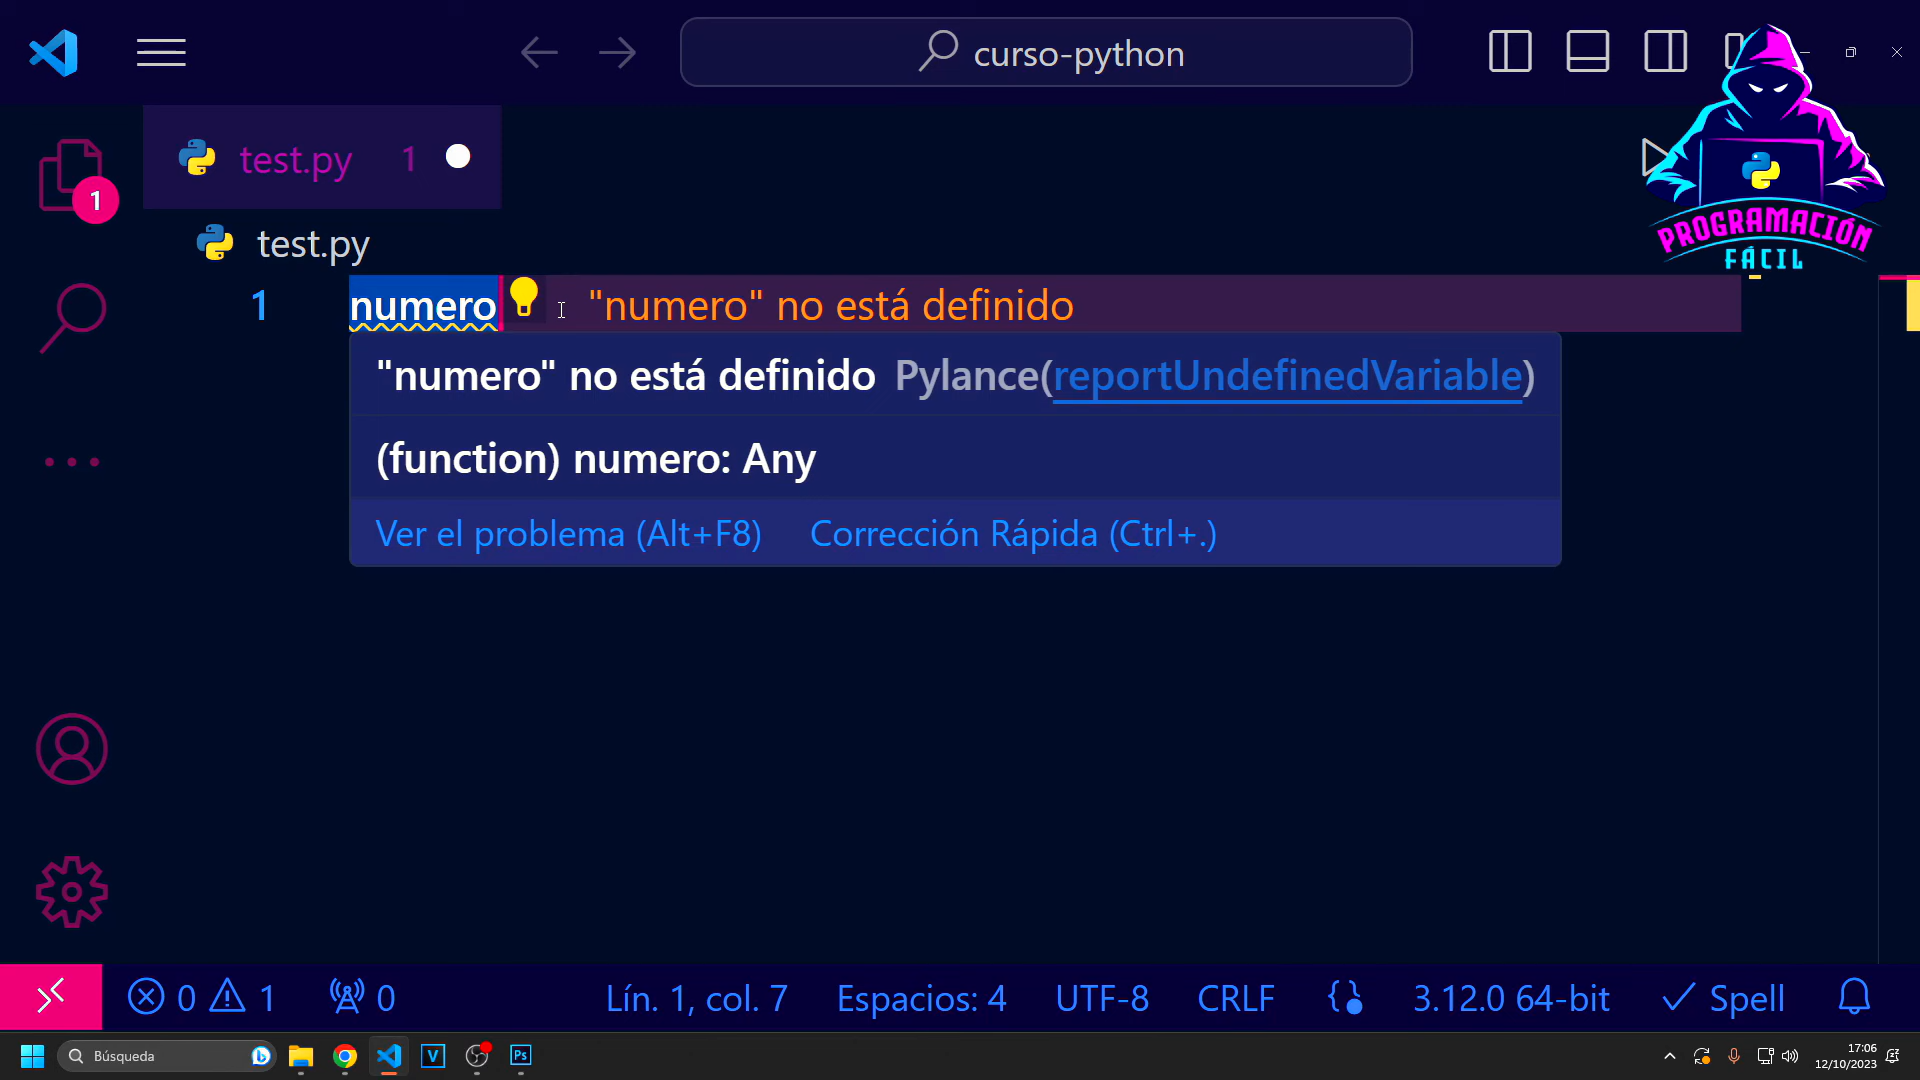 curso-python
test.py 1
1
test.py
PROGRAMACIÓN
FÁCIL
1 numero "numero" no está definido
"numero" no está definido Pylance(reportUndefinedVariable)
(function) numero: Any
Ver el problema (Alt+F8) Corrección Rápida (Ctrl+.)
0 1 0 Lín. 1, col. 7 Espacios: 4 UTF-8 CRLF 3.12.0 64-bit Spell
Búsqueda V Ps 17:06
12/10/2023